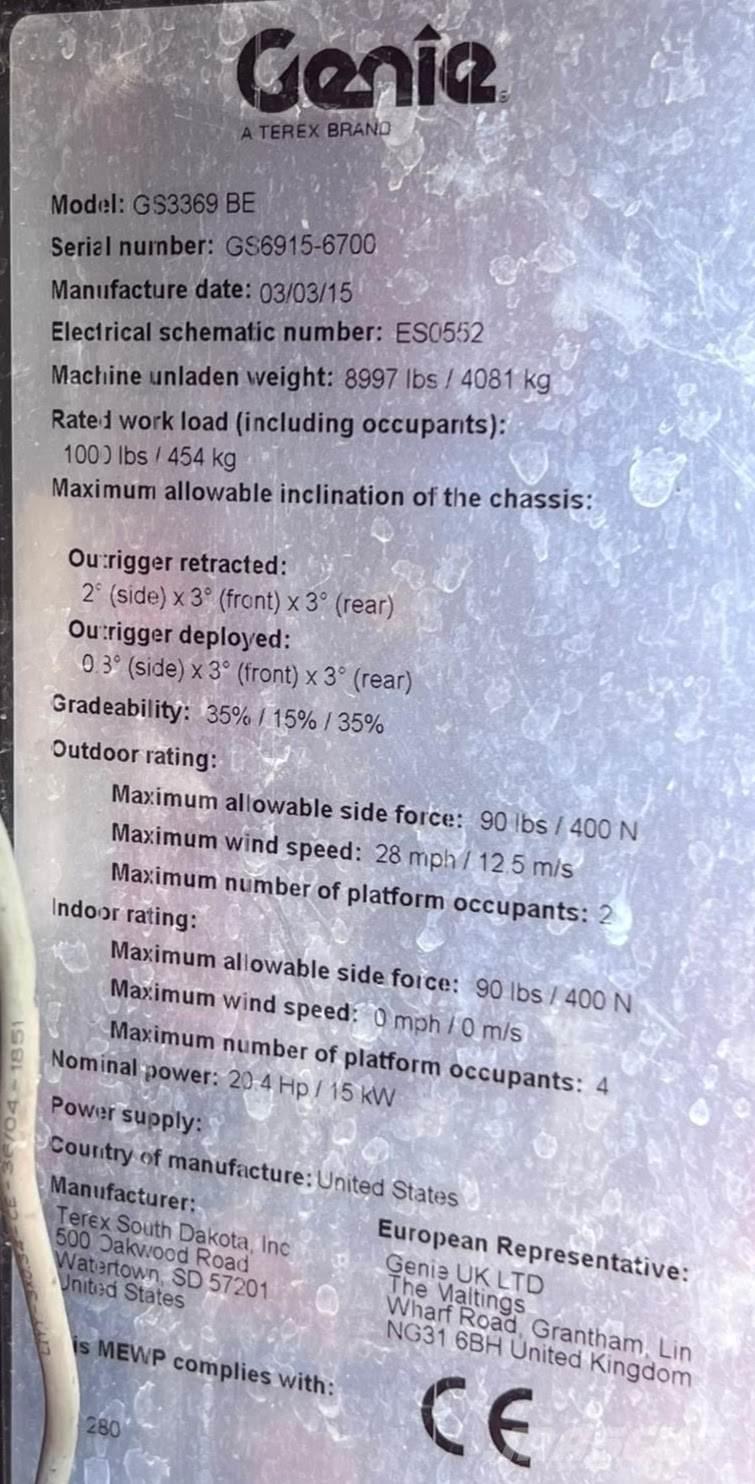 Genie
A TEREX BRAND
Model: GS3369 BE
Serial number: GS6915-6700
Manufacture date: 03/03/15
Electrical schematic number: ES0552
Machine unladen weight: 8997 lbs / 4081 kg
Rated work load (including occupants):
1000 lbs / 454 kg
Maximum allowable inclination of the chassis:
Outrigger retracted:
2° (side) x 3° (front) x 3° (rear)
Outrigger deployed:
0.3° (side) x 3° (front) x 3° (rear)
Gradeability: 35% / 15% / 35%
Outdoor rating:
Maximum allowable side force: 90 lbs / 400 N
Maximum wind speed: 28 mph / 12.5 m/s
Maximum number of platform occupants: 2
Indoor rating:
Maximum allowable side force: 90 lbs / 400 N
Maximum wind speed: 0 mph / 0 m/s
Maximum number of platform occupants: 4
Nominal power: 20.4 Hp / 15 kW
Power supply:
Country of manufacture: United States
Manufacturer:
Terex South Dakota, Inc
500 Oakwood Road
Watertown, SD 57201
United States
European Representative:
Genie UK LTD
The Maltings
Wharf Road, Grantham, Lin
NG31 6BH United Kingdom
is MEWP complies with:
280
CE